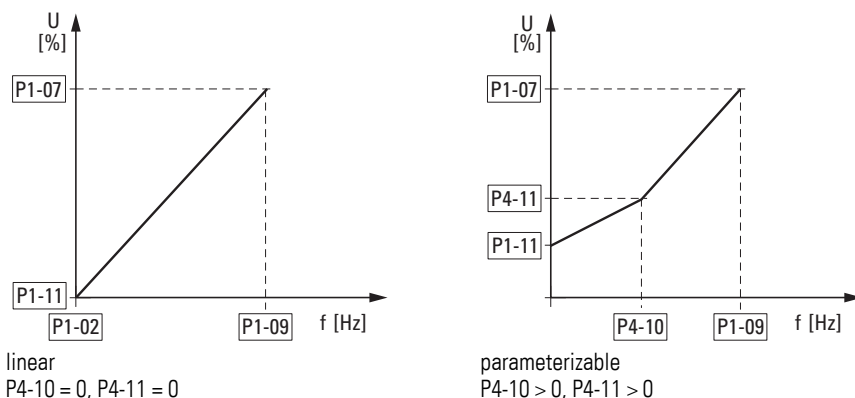 U
[%]
P1-07
P1-11
P1-02
P1-09
f [Hz]
linear
P4-10 = 0, P4-11 = 0
U
[%]
P1-07
P4-11
P1-11
P4-10
P1-09
f [Hz]
parameterizable
P4-10 > 0, P4-11 > 0